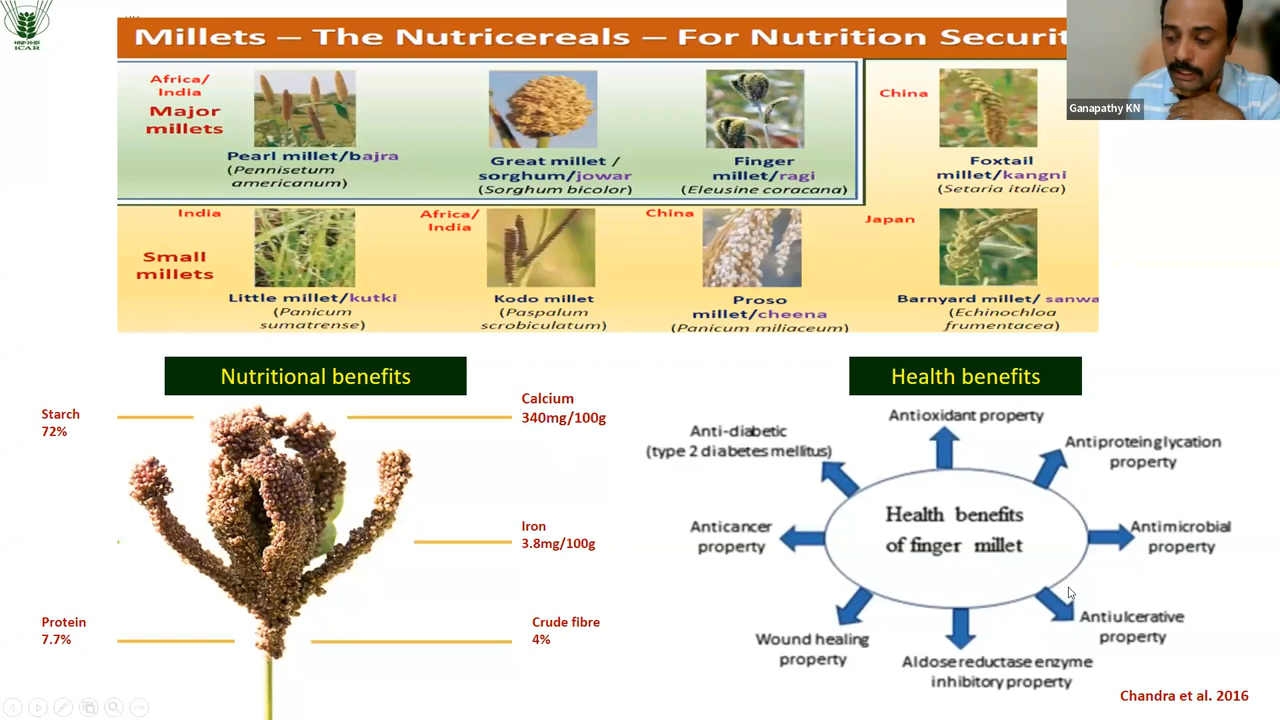 ICAR
Millets – The Nutricereals – For Nutrition Securit
Ganapathy KN
Africa/
India
Major
millets
Pearl millet/bajra
(Pennisetum
americanum)
Great millet /
sorghum/jowar
(Sorghum bicolor)
Finger
millet/ragi
(Eleusine coracana)
China
Foxtail
millet/kangni
(Setaria italica)
Small
millets
India
Little millet/kutki
(Panicum
sumatrense)
Africa/
India
Kodo millet
(Paspalum
scrobiculatum)
China
Proso
millet/cheena
(Panicum miliaceum)
Japan
Barnyard millet/ sanwa
(Echinochloa
frumentacea)
Nutritional benefits
Starch
72%
Calcium
340mg/100g
Iron
3.8mg/100g
Protein
7.7%
Crude fibre
4%
Health benefits
Antioxidant property
Anti-diabetic
(type 2 diabetes mellitus)
Antiproteinglycation
property
Anticancer
property
Health benefits
of finger millet
Antimicrobial
property
Wound healing
property
Antiulcerative
property
Aldose reductase enzyme
inhibitory property
Chandra et al. 2016